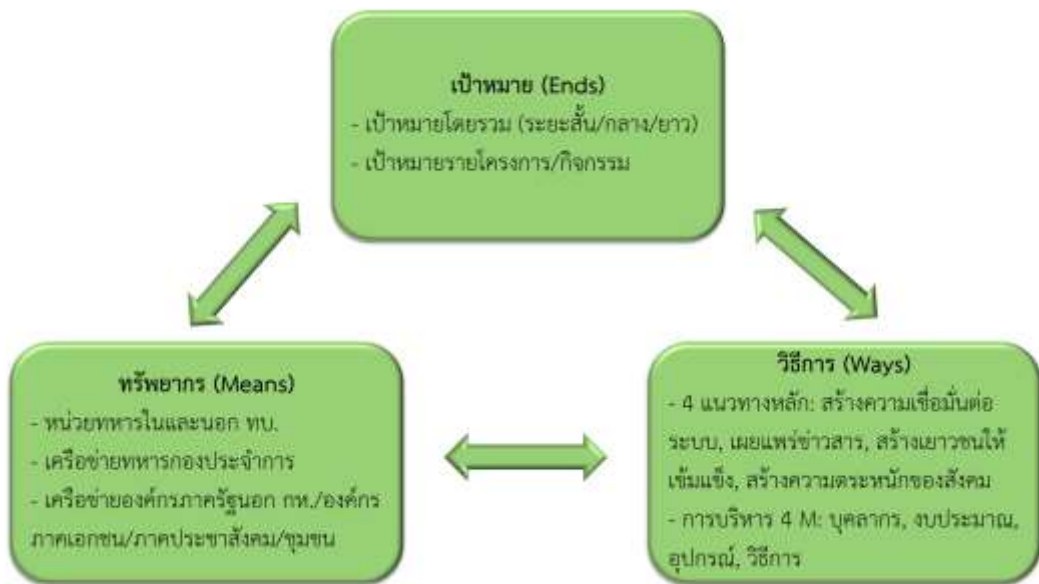 เป้าหมาย (Ends)
- เป้าหมายโดยรวม (ระยะสั้น/กลาง/ยาว)
- เป้าหมายรายโครงการ/กิจกรรม
ทรัพยากร (Means)
- หน่วยทหารในและนอก ทบ.
- เครือข่ายทหารกองประจำการ
- เครือข่ายองค์กรภาครัฐนอก กห./องค์กร
ภาคเอกชน/ภาคประชาสังคม/ชุมชน
วิธีการ (Ways)
- 4 แนวทางหลัก: สร้างความเชื่อมั่นต่อ
ระบบ, เผยแพร่ข่าวสาร, สร้างเยาวชนให้
เข้มแข็ง, สร้างความตระหนักของสังคม
- การบริหาร 4 M: บุคลากร, งบประมาณ,
อุปกรณ์, วิธีการ